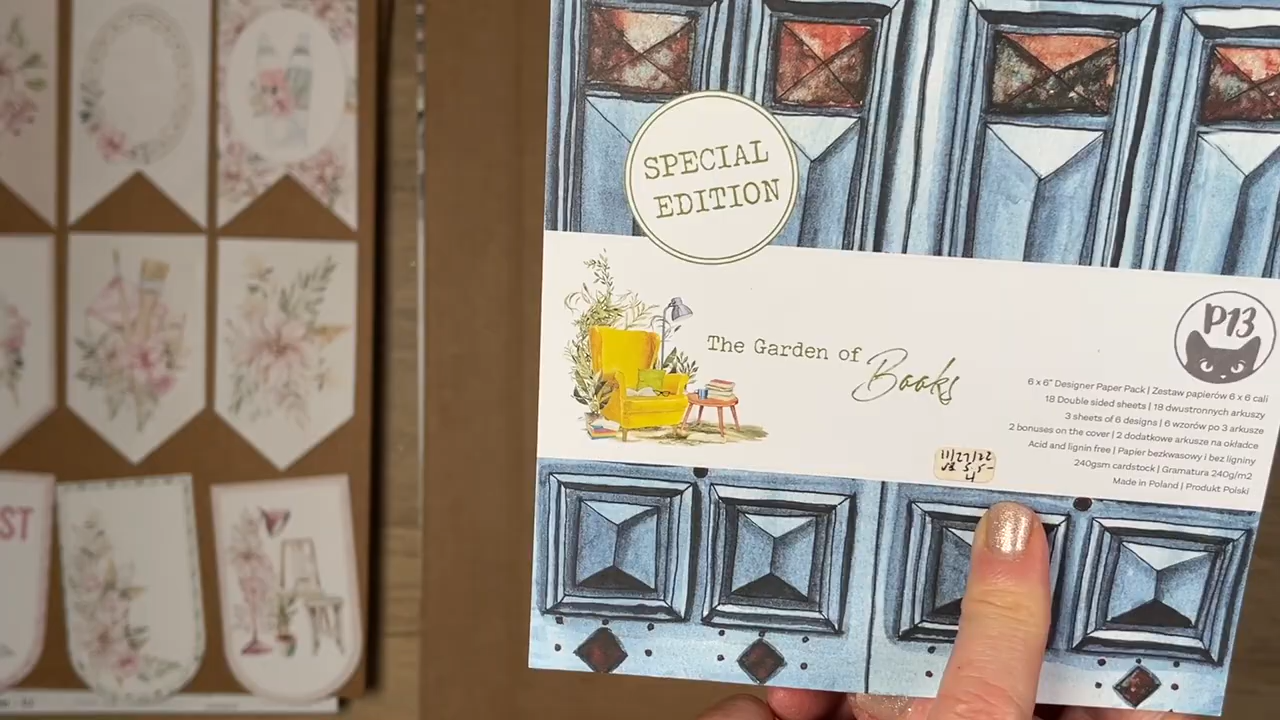 SPECIAL
EDITION
The Garden of Books
P13
6 x 6" Designer Paper Pack | Zestaw papierów 6 x 6 cali
18 Double sided sheets | 18 dwustronnych arkuszy
3 sheets of 6 designs | 6 wzorów po 3 arkusze
2 bonuses on the cover | 2 dodatkowe arkusze na okładce
Acid and lignin free | Papier bezkwasowy i bez ligniny
240gsm cardstock | Gramatura 240g/m2
Made in Poland | Produkt Polski
11/27/22
ST